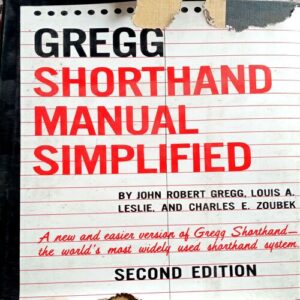 GREGG
SHORTHAND
MANUAL
SIMPLIFIED
BY JOHN ROBERT GREGG, LOUIS A.
LESLIE, AND CHARLES E. ZOUBEK
A new and easier version of Gregg Shorthand—
the world's most widely used shorthand system
SECOND EDITION